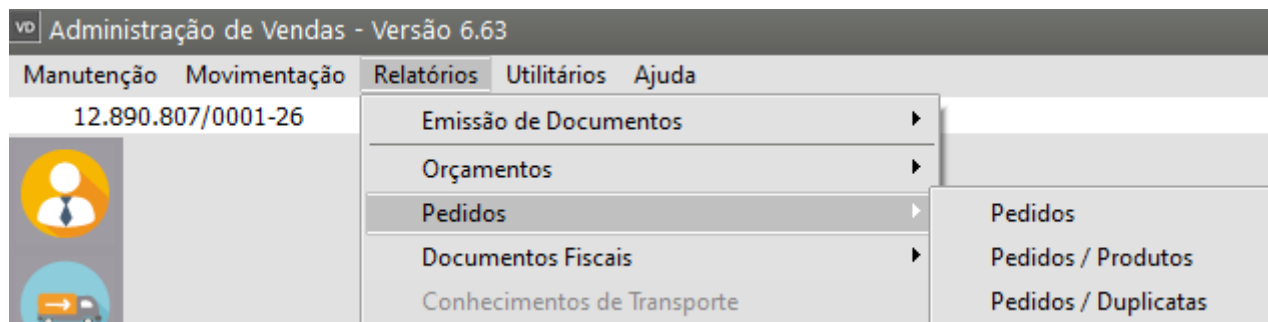 VD Administração de Vendas - Versão 6.63
Manutenção Movimentação Relatórios Utilitários Ajuda
12.890.807/0001-26
Emissão de Documentos
Orçamentos
Pedidos
Pedidos
Documentos Fiscais
Pedidos / Produtos
Conhecimentos de Transporte
Pedidos / Duplicatas